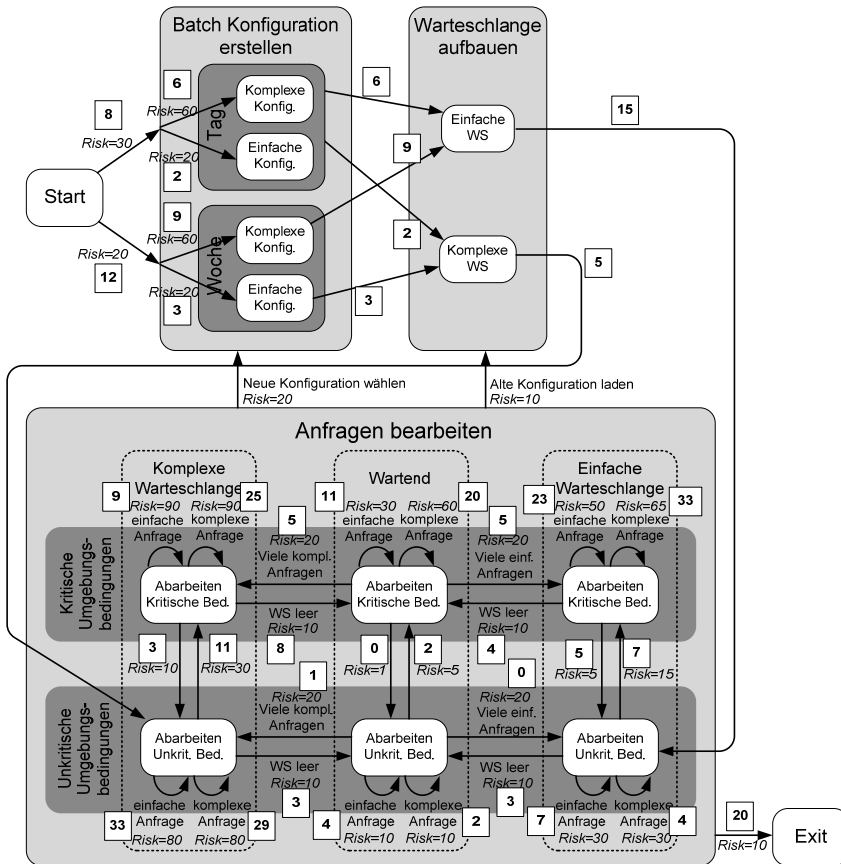 Batch Konfiguration
erstellen
Warteschlange
aufbauen
6
6
Komplexe
Konfig.
15
8
Risk=60
Einfache
WS
Risk=30
Tag
Einfache
Konfig.
9
Risk=20
2
Start
9
Komplexe
Konfig.
2
Risk=60
Risk=20
Komplexe
WS
12
Woche
5
Risk=20
Einfache
Konfig.
3
3
Neue Konfiguration wählen
Risk=20
Alte Konfiguration laden
Risk=10
Anfragen bearbeiten
Komplexe
Warteschlange
Wartend
Einfache
Warteschlange
9
25
11
20
23
33
Risk=90
einfache
Anfrage
Risk=90
komplexe
Anfrage
5
Risk=20
Viele kompl.
Anfragen
Risk=30
einfache
Anfrage
Risk=60
komplexe
Anfrage
5
Risk=20
Viele einf.
Anfragen
Risk=50
einfache
Anfrage
Risk=65
komplexe
Anfrage
Kritische
Umgebungs-
bedingungen
Abarbeiten
Kritische Bed.
Abarbeiten
Kritische Bed.
Abarbeiten
Kritische Bed.
WS leer
Risk=10
WS leer
Risk=10
3
11
8
0
2
4
5
7
Risk=10
Risk=30
Risk=1
Risk=5
Risk=5
Risk=15
1
Risk=20
Viele kompl.
Anfragen
0
Risk=20
Viele einf.
Anfragen
Unkritische
Umgebungs-
bedingungen
Abarbeiten
Unkrit. Bed.
Abarbeiten
Unkrit. Bed.
Abarbeiten
Unkrit. Bed.
WS leer
Risk=10
WS leer
Risk=10
3
3
einfache
Anfrage
Risk=80
komplexe
Anfrage
Risk=80
einfache
Anfrage
Risk=10
komplexe
Anfrage
Risk=10
einfache
Anfrage
Risk=30
komplexe
Anfrage
Risk=30
33
29
4
2
7
4
20
Risk=10
Exit